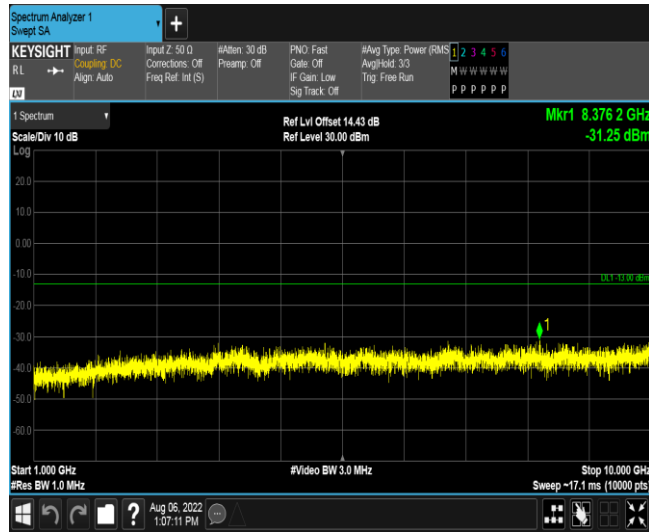 Spectrum Analyzer 1
Swept SA
+
KEYSIGHT Input: RF Input Z: 50 Ω #Atten: 30 dB PNO: Fast #Avg Type: Power (RMS 1 2 3 4 5 6
RL Coupling: DC Corrections: Off Preamp: Off Gate: Off Avg|Hold: 3/3 M W W W W W
Align: Auto Freq Ref: Int (S) IF Gain: Low Trig: Free Run
LXI Sig Track: Off P P P P P P
1 Spectrum Ref Lvl Offset 14.43 dB Mkr1 8.376 2 GHz
Scale/Div 10 dB Ref Level 30.00 dBm -31.25 dBm
Log
20.0
10.0
0.00
-10.0
DL1 -13.00 dBm
-20.0
-30.0
1
-40.0
-50.0
-60.0
Start 1.000 GHz #Video BW 3.0 MHz Stop 10.000 GHz
#Res BW 1.0 MHz Sweep ~17.1 ms (10000 pts)
? Aug 06, 2022
1:07:11 PM